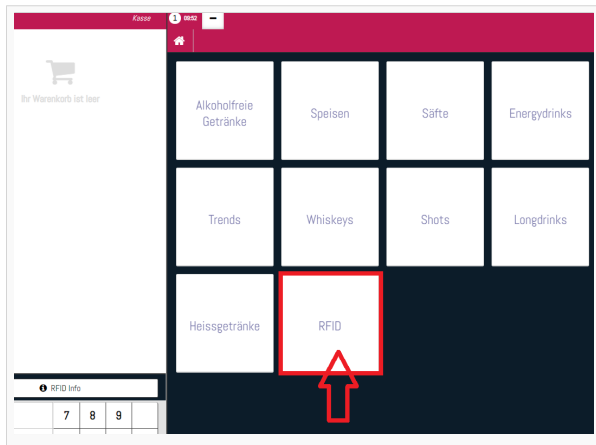 Kasse
1 09:52
Ihr Warenkorb ist leer
Alkoholfreie
Getränke
Speisen
Säfte
Energydrinks
Trends
Whiskeys
Shots
Longdrinks
Heissgetränke
RFID
RFID Info
7 8 9